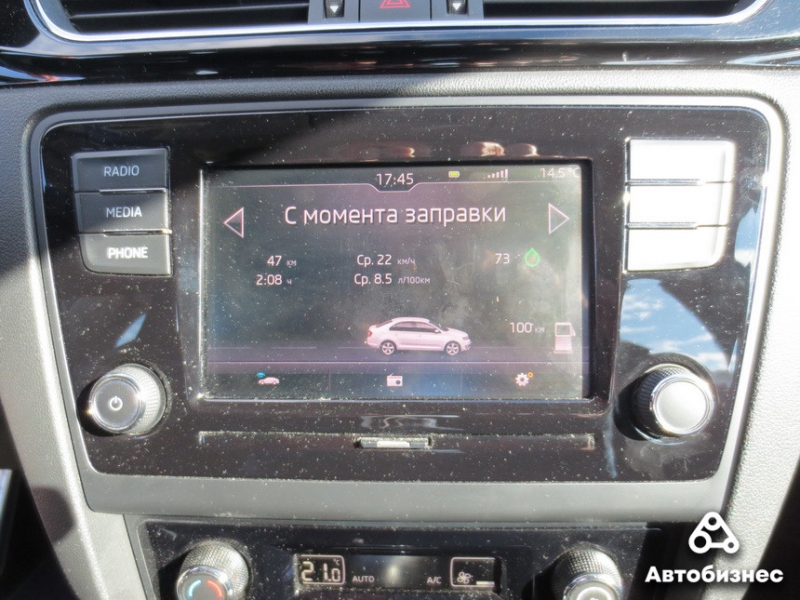 RADIO
MEDIA
PHONE
17:45
14.5°C
С момента заправки
47 км
Ср. 22 км/ч
73
2:08 ч
Ср. 8.5 л/100км
100 км
21.0 AUTO A/C
Автобизнес